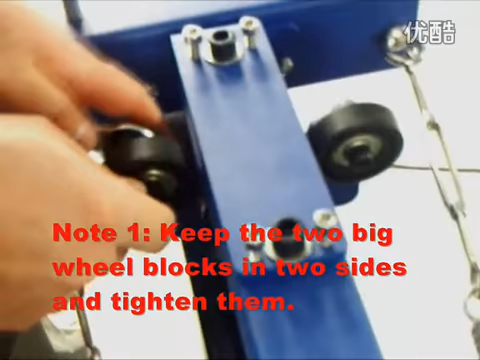 优酷
Note 1: Keep the two big
wheel blocks in two sides
and tighten them.